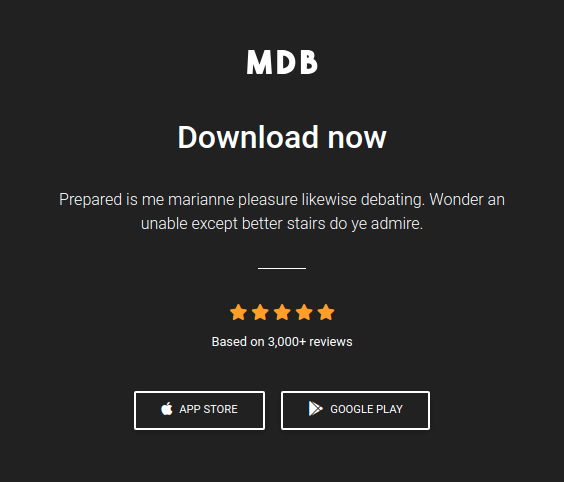 MDB
Download now
Prepared is me marianne pleasure likewise debating. Wonder an
unable except better stairs do ye admire.
Based on 3,000+ reviews
APP STORE
GOOGLE PLAY